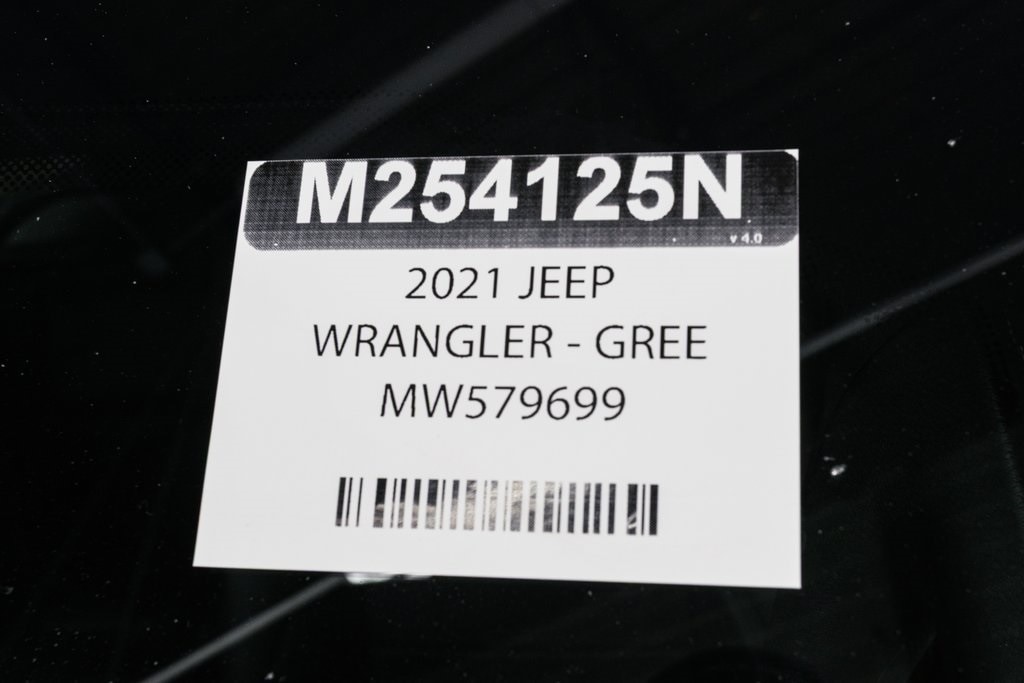 M254125N
v 4.0
2021 JEEP
WRANGLER - GREE
MW579699